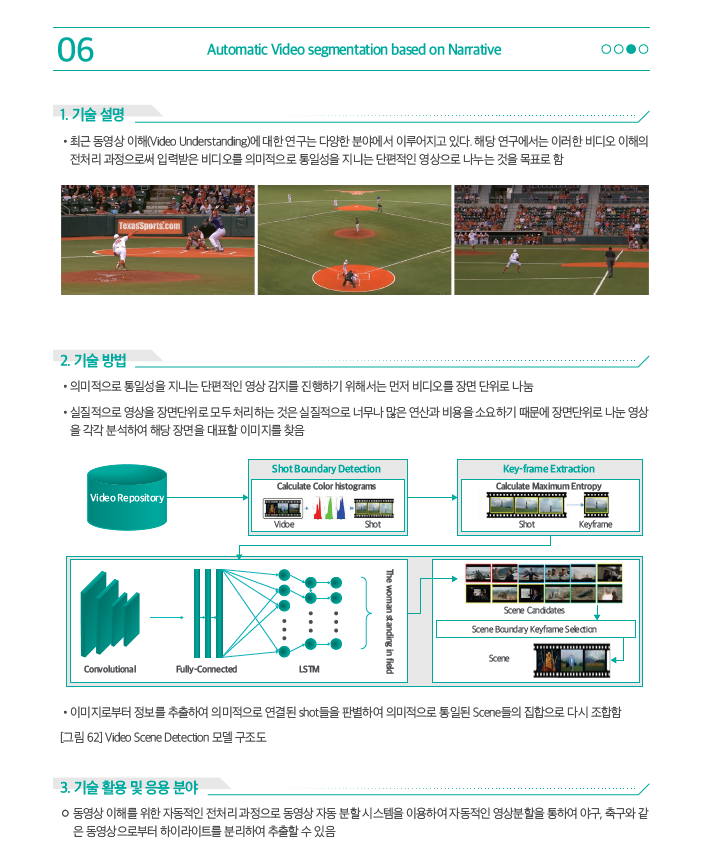 06
Automatic Video segmentation based on Narrative
1. 기술 설명
• 최근 동영상 이해(Video Understanding)에 대한 연구는 다양한 분야에서 이루어지고 있다. 해당 연구에서는 이러한 비디오 이해의
전처리 과정으로써 입력받은 비디오를 의미적으로 통일성을 지니는 단편적인 영상으로 나누는 것을 목표로 함
TexasSports.com
2. 기술 방법
• 의미적으로 통일성을 지니는 단편적인 영상 감지를 진행하기 위해서는 먼저 비디오를 장면 단위로 나눔
• 실질적으로 영상을 장면단위로 모두 처리하는 것은 실질적으로 너무나 많은 연산과 비용을 소요하기 때문에 장면단위로 나눈 영상
을 각각 분석하여 해당 장면을 대표할 이미지를 찾음
Video Repository
Shot Boundary Detection
Calculate Color histograms
Vidoe
Shot
Key-frame Extraction
Calculate Maximum Entropy
Shot
Keyframe
Convolutional
Fully-Connected
LSTM
The woman standing in field
Scene Candidates
Scene Boundary Keyframe Selection
Scene
• 이미지로부터 정보를 추출하여 의미적으로 연결된 shot들을 판별하여 의미적으로 통일된 Scene들의 집합으로 다시 조합함
[그림 62] Video Scene Detection 모델 구조도
3. 기술 활용 및 응용 분야
○ 동영상 이해를 위한 자동적인 전처리 과정으로 동영상 자동 분할 시스템을 이용하여 자동적인 영상분할을 통하여 야구, 축구와 같
은 동영상으로부터 하이라이트를 분리하여 추출할 수 있음